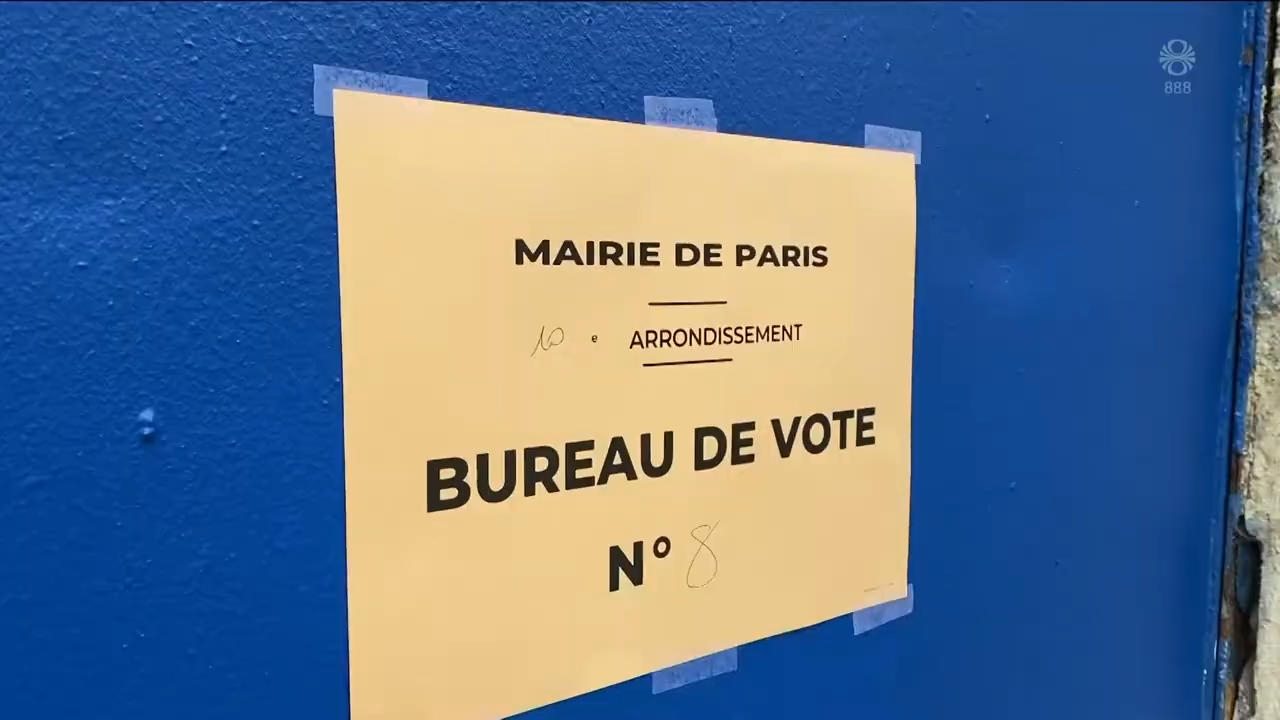 888
MAIRIE DE PARIS
10 e ARRONDISSEMENT
BUREAU DE VOTE
N° 8